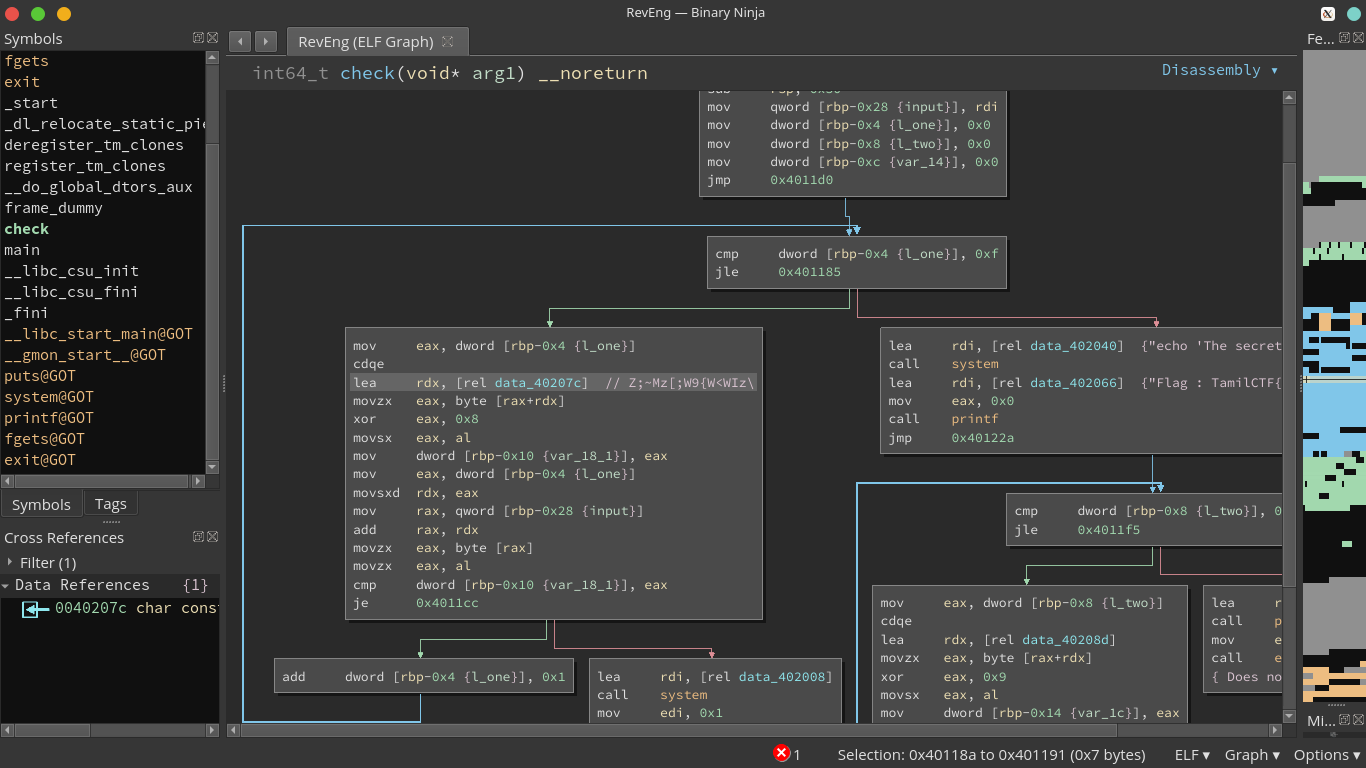 RevEng — Binary Ninja
Symbols
fgets
exit
_start
_dl_relocate_static_pie
deregister_tm_clones
register_tm_clones
__do_global_dtors_aux
frame_dummy
check
main
__libc_csu_init
__libc_csu_fini
_fini
__libc_start_main@GOT
__gmon_start__@GOT
puts@GOT
system@GOT
printf@GOT
fgets@GOT
exit@GOT
Symbols
Tags
Cross References
Filter (1)
Data References {1}
0040207c char cons
RevEng (ELF Graph)
int64_t check(void* arg1) __noreturn
Disassembly ▾
mov qword [rbp-0x28 {input}], rdi
mov dword [rbp-0x4 {l_one}], 0x0
mov dword [rbp-0x8 {l_two}], 0x0
mov dword [rbp-0xc {var_14}], 0x0
jmp 0x4011d0
cmp dword [rbp-0x4 {l_one}], 0xf
jle 0x401185
mov eax, dword [rbp-0x4 {l_one}]
cdqe
lea rdx, [rel data_40207c] // Z;~Mz[;W9{W<WIz\
movzx eax, byte [rax+rdx]
xor eax, 0x8
movsx eax, al
mov dword [rbp-0x10 {var_18_1}], eax
mov eax, dword [rbp-0x4 {l_one}]
movsxd rdx, eax
mov rax, qword [rbp-0x28 {input}]
add rax, rdx
movzx eax, byte [rax]
movzx eax, al
cmp dword [rbp-0x10 {var_18_1}], eax
je 0x4011cc
lea rdi, [rel data_402040] {"echo 'The secret
call system
lea rdi, [rel data_402066] {"Flag : TamilCTF{
mov eax, 0x0
call printf
jmp 0x40122a
cmp dword [rbp-0x8 {l_two}], 0
jle 0x4011f5
add dword [rbp-0x4 {l_one}], 0x1
lea rdi, [rel data_402008]
call system
mov edi, 0x1
mov eax, dword [rbp-0x8 {l_two}]
cdqe
lea rdx, [rel data_40208d]
movzx eax, byte [rax+rdx]
xor eax, 0x9
movsx eax, al
mov dword [rbp-0x14 {var_1c}], eax
lea r
call p
mov e
call e
{ Does no
Fe...
Mi...
1
Selection: 0x40118a to 0x401191 (0x7 bytes)
ELF ▾
Graph ▾
Options ▾